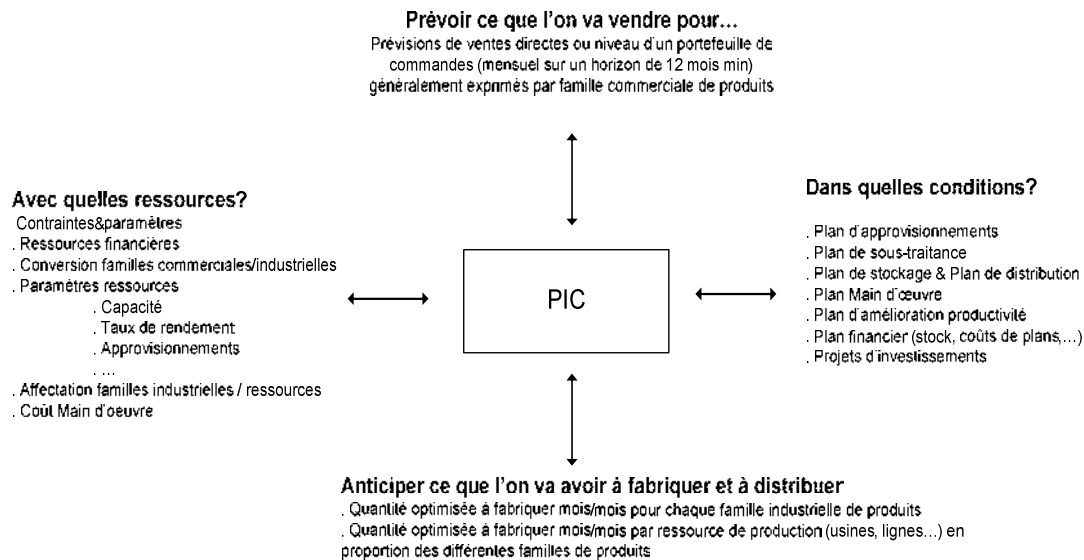 Prévoir ce que l'on va vendre pour...
Prévisions de ventes directes ou niveau d'un portefeuille de
commandes (mensuel sur un horizon de 12 mois min)
généralement exprimés par famille commerciale de produits
Avec quelles ressources?
Contraintes&paramètres
. Ressources financières
. Conversion familles commerciales/industrielles
. Paramètres ressources
. Capacité
. Taux de rendement
. Approvisionnements
. ...
. Affectation familles industrielles / ressources
. Coût Main d'oeuvre
PIC
Dans quelles conditions?
. Plan d'approvisionnements
. Plan de sous-traitance
. Plan de stockage & Plan de distribution
. Plan Main d'œuvre
. Plan d'amélioration productivité
. Plan financier (stock, coûts de plans,...)
. Projets d'investissements
Anticiper ce que l'on va avoir à fabriquer et à distribuer
. Quantité optimisée à fabriquer mois/mois pour chaque famille industrielle de produits
. Quantité optimisée à fabriquer mois/mois par ressource de production (usines, lignes...) en
proportion des différentes familles de produits